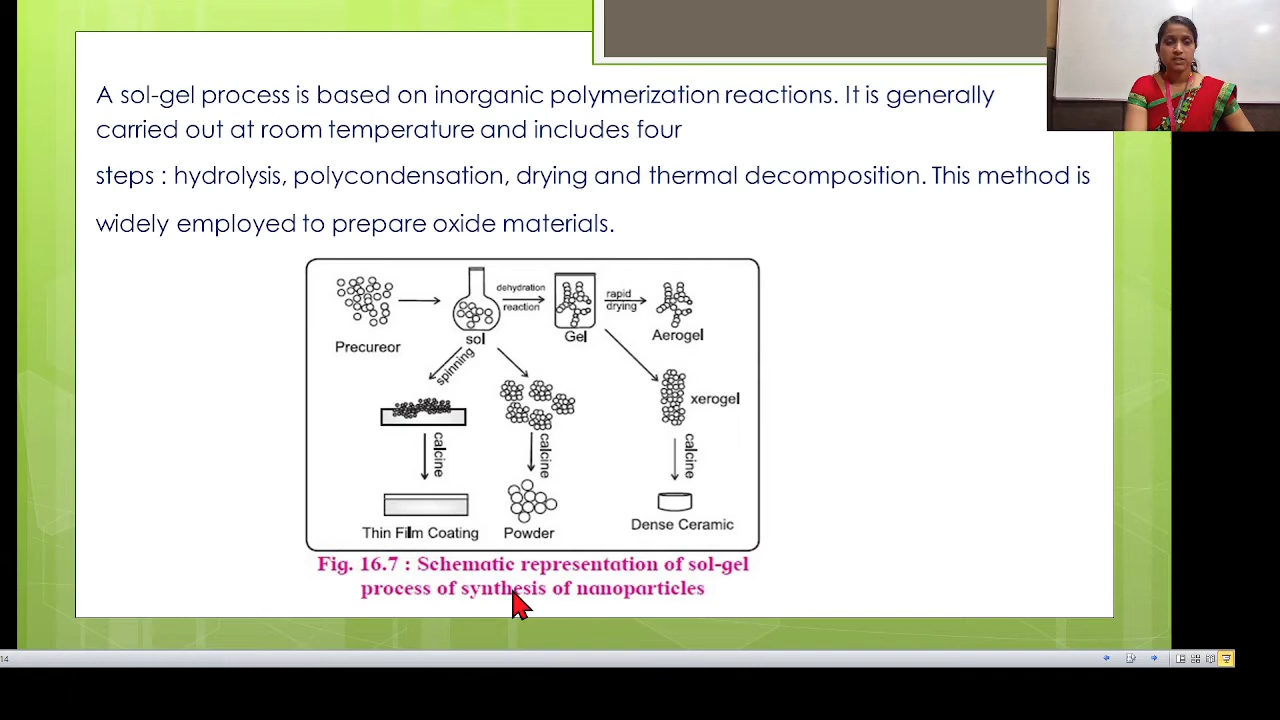 A sol-gel process is based on inorganic polymerization reactions. It is generally
carried out at room temperature and includes four
steps : hydrolysis, polycondensation, drying and thermal decomposition. This method is
widely employed to prepare oxide materials.
Precureor
sol
dehydration
reaction
Gel
rapid
drying
Aerogel
spinning
xerogel
calcine
calcine
calcine
Thin Film Coating
Powder
Dense Ceramic
Fig. 16.7 : Schematic representation of sol-gel
process of synthesis of nanoparticles
14